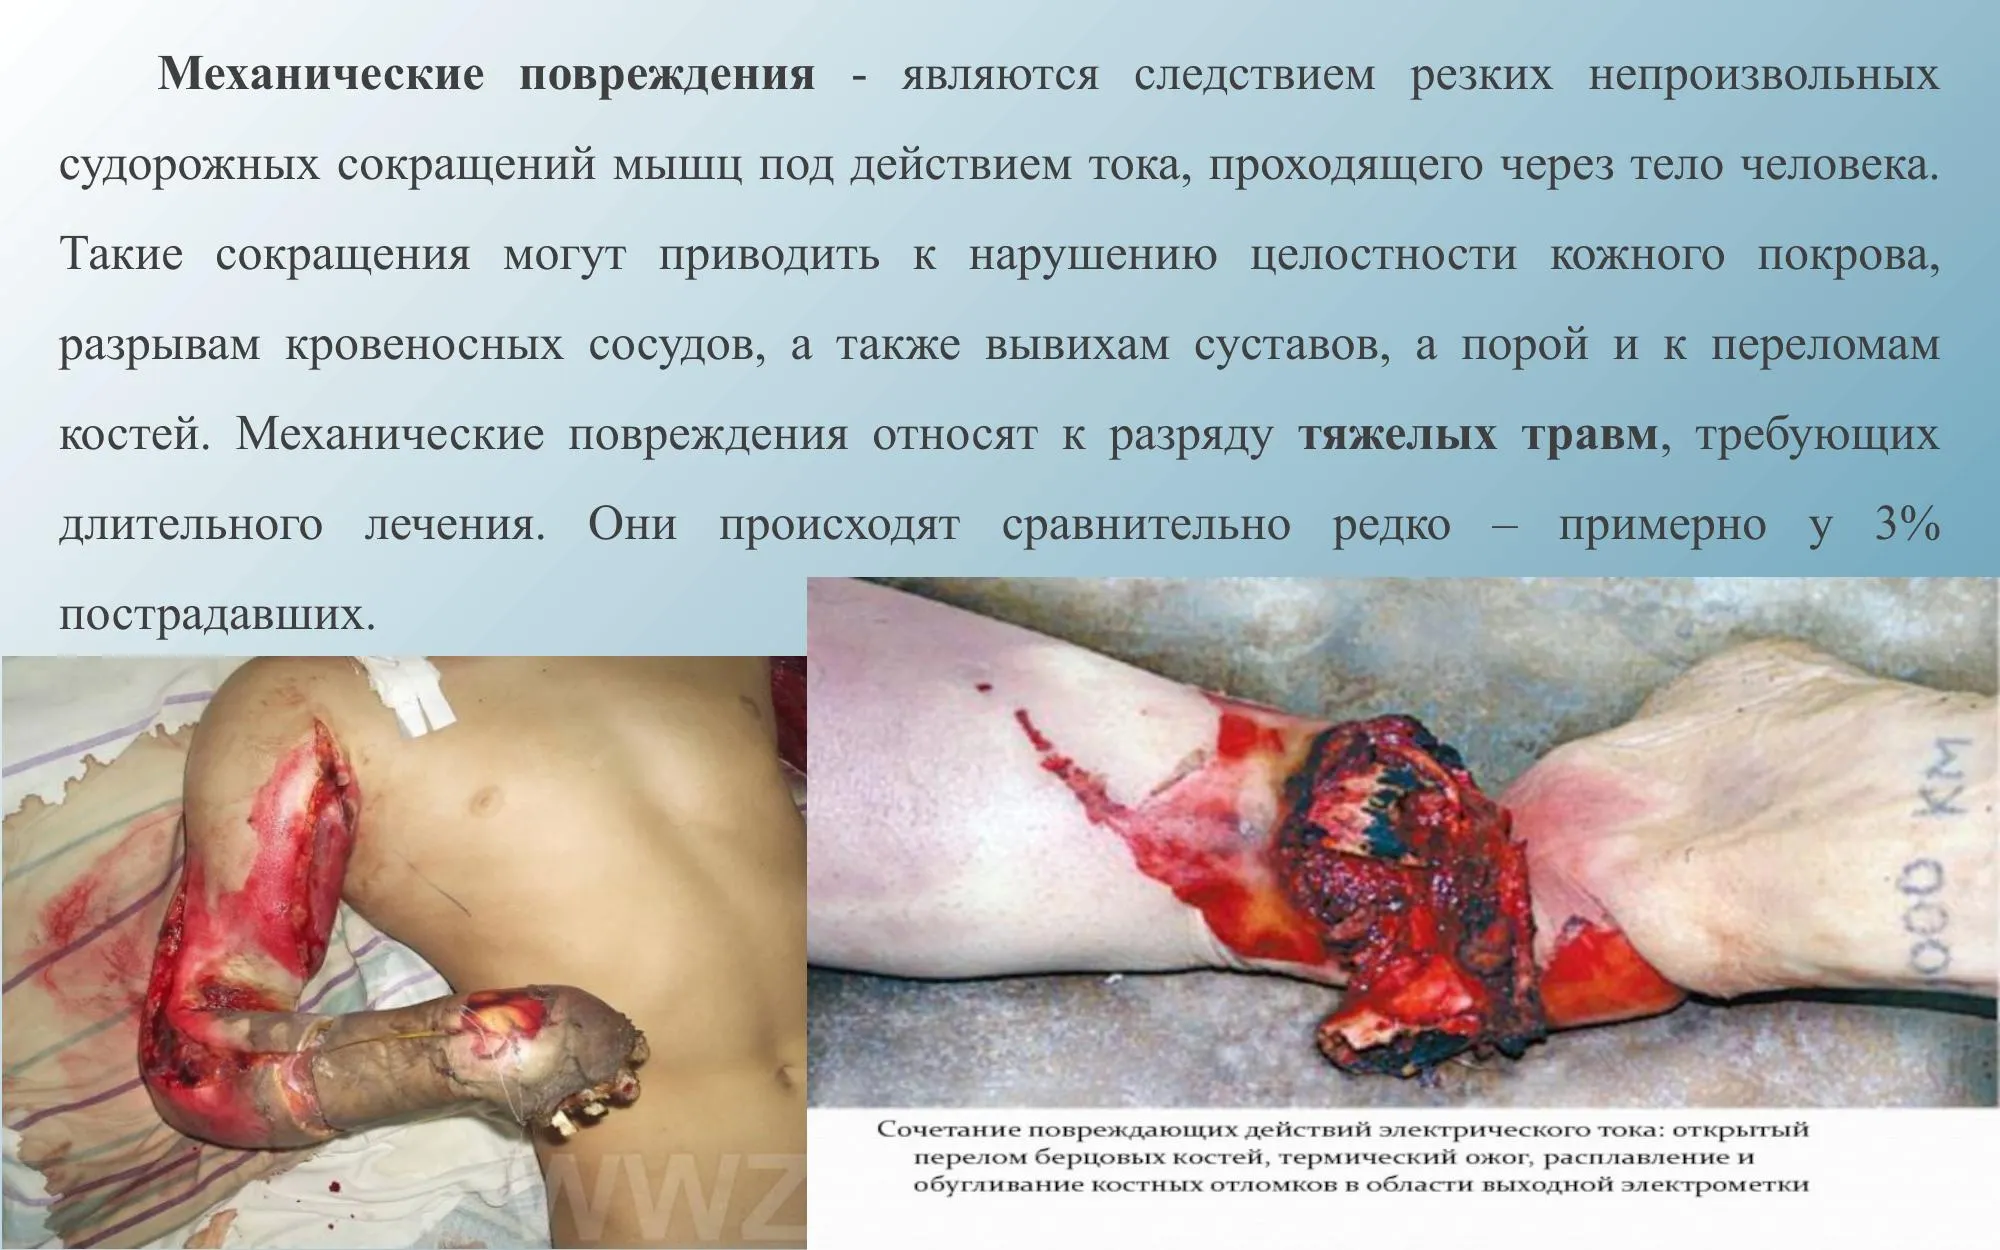 Механические повреждения - являются следствием резких непроизвольных
судорожных сокращений мышц под действием тока, проходящего через тело человека.
Такие сокращения могут приводить к нарушению целостности кожного покрова,
разрывам кровеносных сосудов, а также вывихам суставов, а порой и к переломам
костей. Механические повреждения относят к разряду тяжелых травм, требующих
длительного лечения. Они происходят сравнительно редко – примерно у 3%
пострадавших.
1000 КМ
WWZ
Сочетание повреждающих действий электрического тока: открытый
перелом берцовых костей, термический ожог, расплавление и
обугливание костных отломков в области выходной электрометки